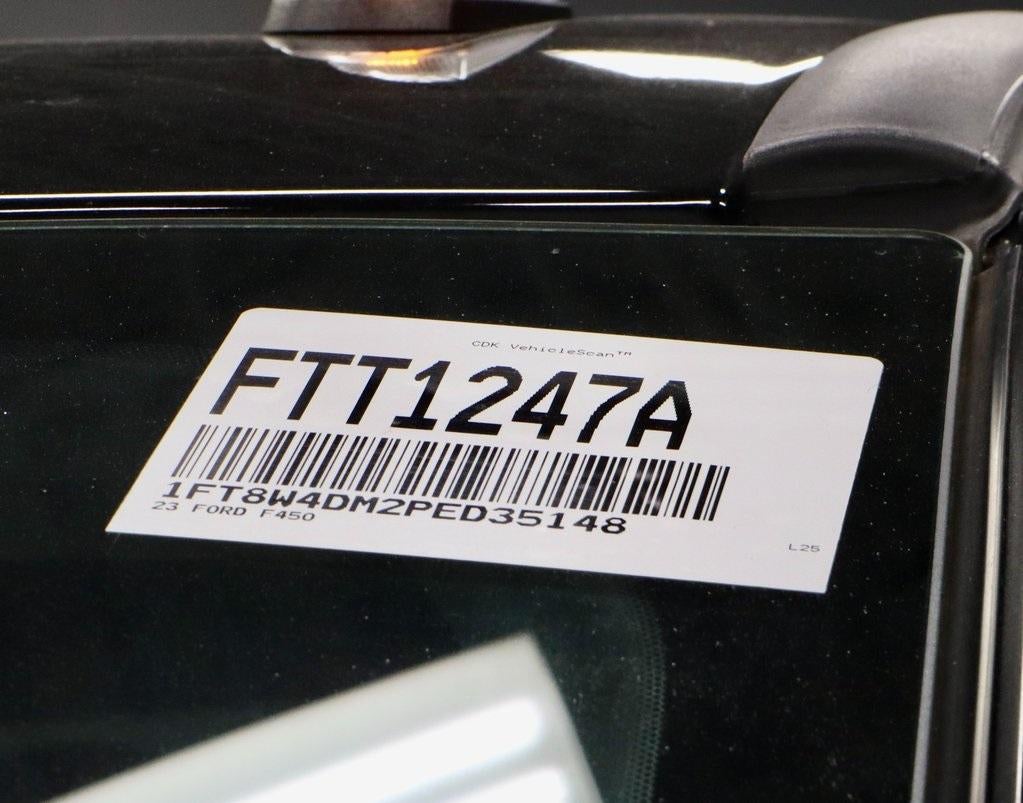 CDK VehicleScan™
FTT1247A
1FT8W4DM2PED35148
23 FORD F450
L25